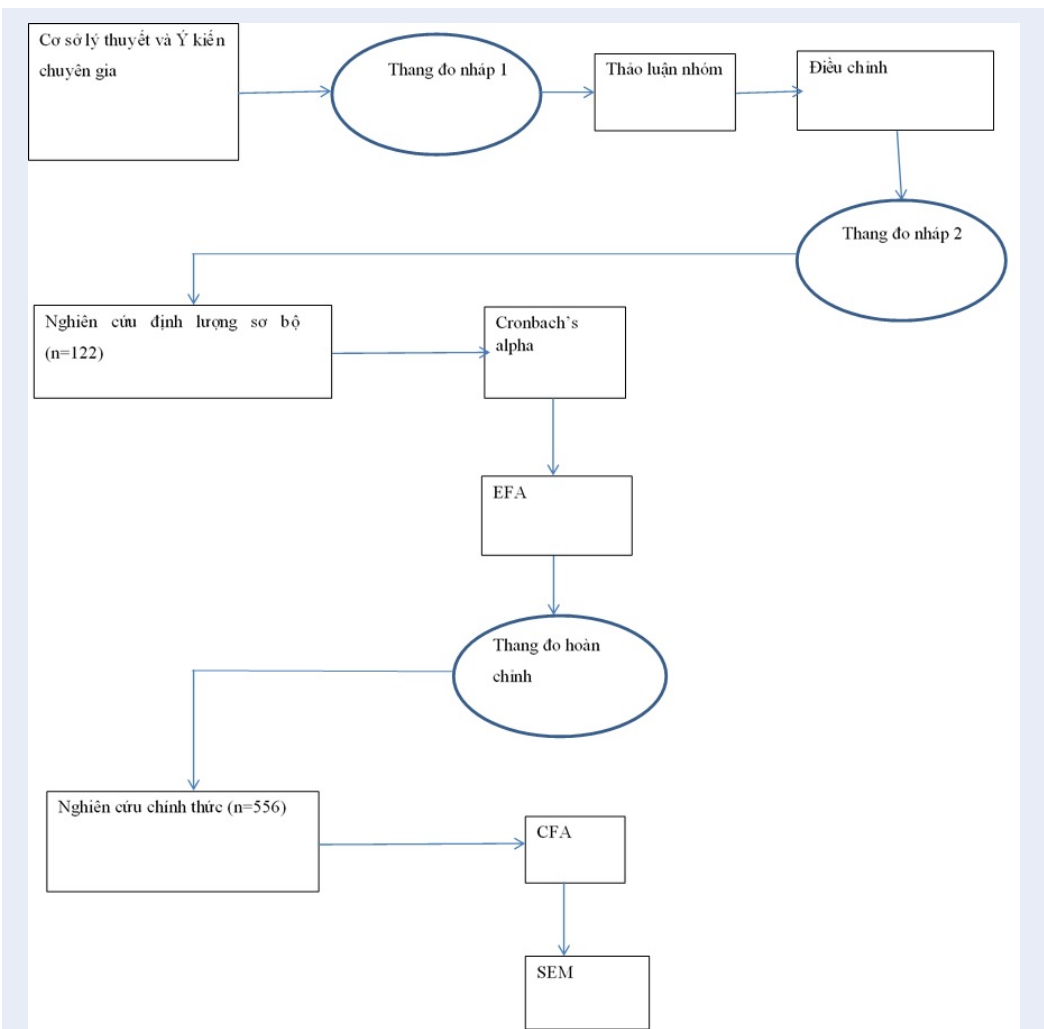 Cơ sở lý thuyết và Ý kiến
chuyên gia
Thang đo nháp 1
Thảo luận nhóm
Điều chỉnh
Thang đo nháp 2
Nghiên cứu định lượng sơ bộ
(n=122)
Cronbach's
alpha
EFA
Thang đo hoàn
chỉnh
Nghiên cứu chính thức (n=556)
CFA
SEM